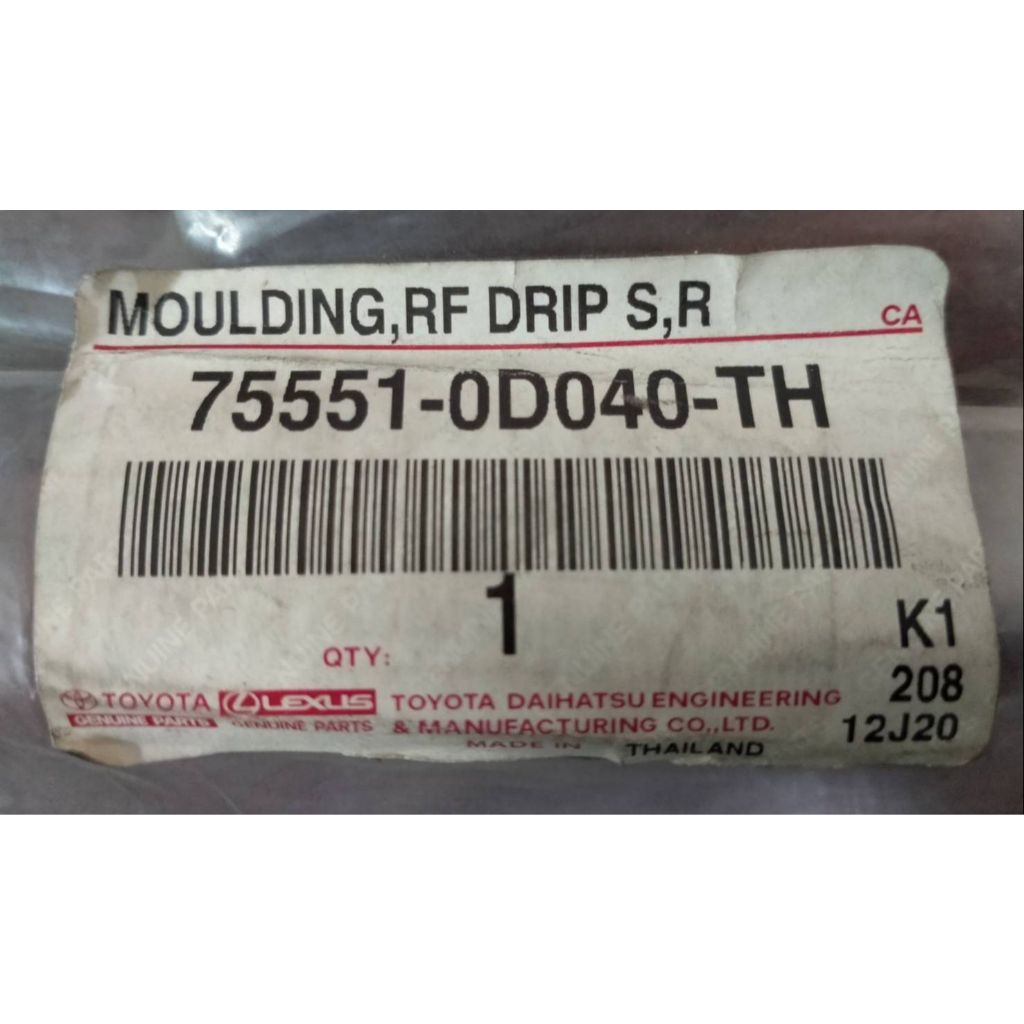 MOULDING,RF DRIP S,R
CA
75551-0D040-TH
1
QTY:
K1
208
12J20
TOYOTA
GENUINE PARTS
LEXUS
GENUINE PARTS
TOYOTA DAIHATSU ENGINEERING
& MANUFACTURING CO.,LTD.
MADE IN THAILAND